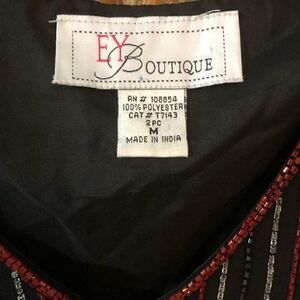 EY BOUTIQUE
RN # 108854
100% POLYESTER
CAT # T7143
2PC
M
MADE IN INDIA